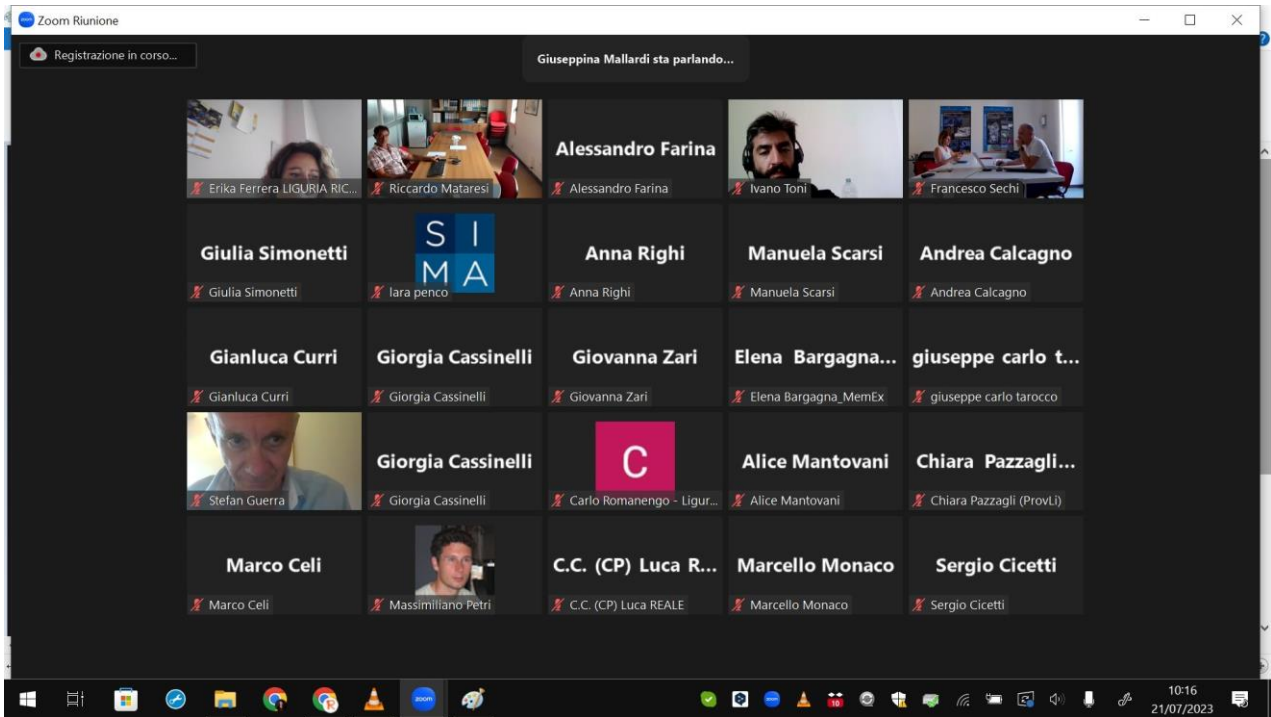 Zoom Riunione
Registrazione in corso...
Giuseppina Mallardi sta parlando...
Erika Ferrera LIGURIA RIC...
Riccardo Mataresi
Alessandro Farina
Alessandro Farina
Ivano Toni
Francesco Sechi
Giulia Simonetti
Giulia Simonetti
S I
M A
lara penco
Anna Righi
Anna Righi
Manuela Scarsi
Manuela Scarsi
Andrea Calcagno
Andrea Calcagno
Gianluca Curri
Gianluca Curri
Giorgia Cassinelli
Giorgia Cassinelli
Giovanna Zari
Giovanna Zari
Elena Bargagna...
Elena Bargagna_MemEx
giuseppe carlo t...
giuseppe carlo tarocco
Stefan Guerra
Giorgia Cassinelli
Giorgia Cassinelli
C
Carlo Romanengo - Ligur...
Alice Mantovani
Alice Mantovani
Chiara Pazzagli...
Chiara Pazzagli (ProvLi)
Marco Celi
Marco Celi
Massimiliano Petri
C.C. (CP) Luca R...
C.C. (CP) Luca REALE
Marcello Monaco
Marcello Monaco
Sergio Cicetti
Sergio Cicetti
zoom
10
10:16
21/07/2023